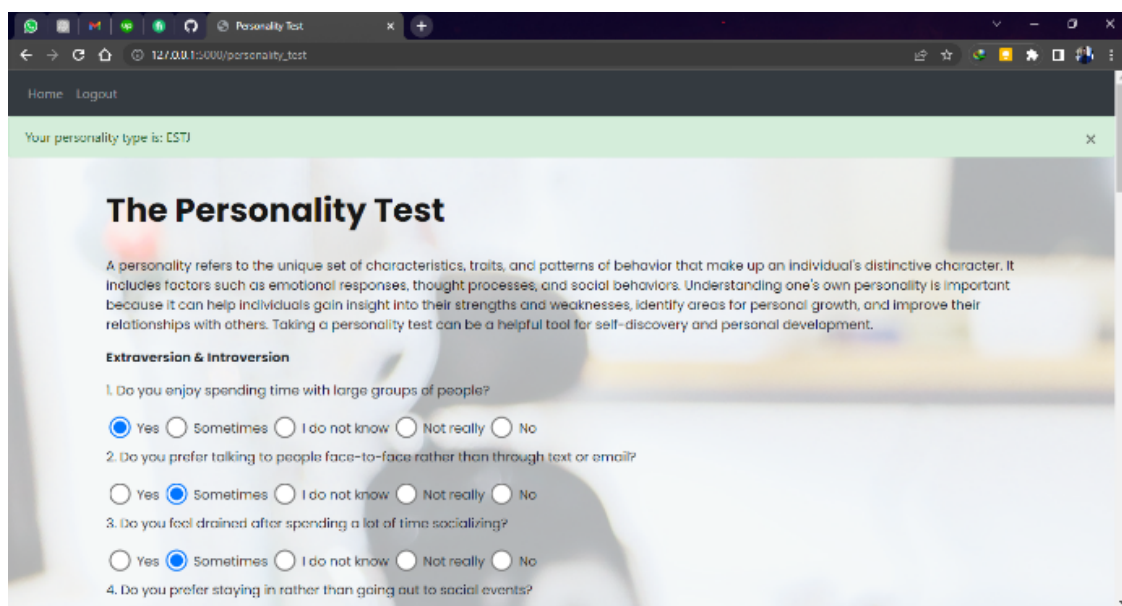 Personality Test
127.0.0.1:5000/personality_test
Home Logout
Your personality type is: ESTJ
The Personality Test
A personality refers to the unique set of characteristics, traits, and patterns of behavior that make up an individual's distinctive character. It
includes factors such as emotional responses, thought processes, and social behaviors. Understanding one's own personality is important
because it can help individuals gain insight into their strengths and weaknesses, identify areas for personal growth, and improve their
relationships with others. Taking a personality test can be a helpful tool for self-discovery and personal development.
Extraversion & Introversion
1. Do you enjoy spending time with large groups of people?
Yes Sometimes I do not know Not really No
2. Do you prefer talking to people face-to-face rather than through text or email?
Yes Sometimes I do not know Not really No
3. Do you feel drained after spending a lot of time socializing?
Yes Sometimes I do not know Not really No
4. Do you prefer staying in rather than going out to social events?